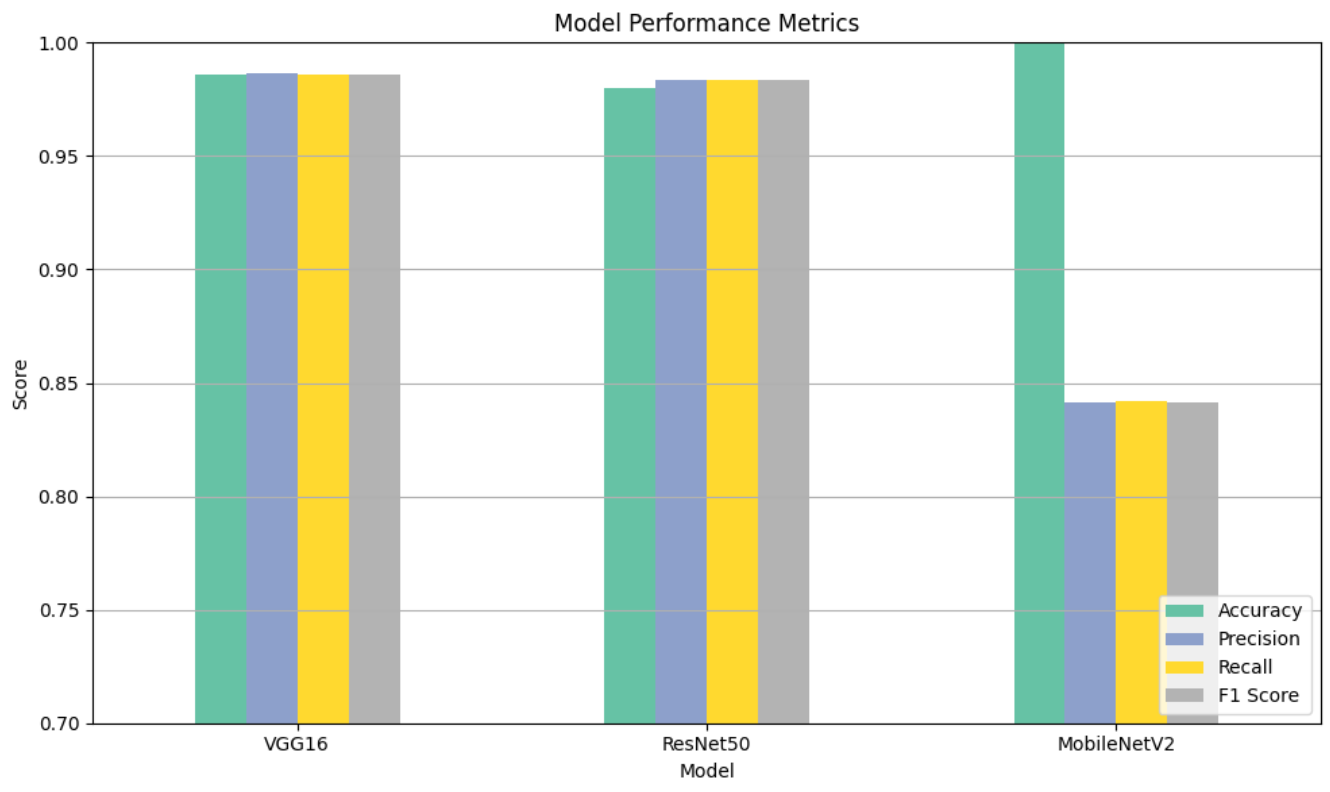 Model Performance Metrics
1.00
0.95
0.90
0.85
0.80
0.75
0.70
Score
VGG16 ResNet50 MobileNetV2
Model
Accuracy
Precision
Recall
F1 Score